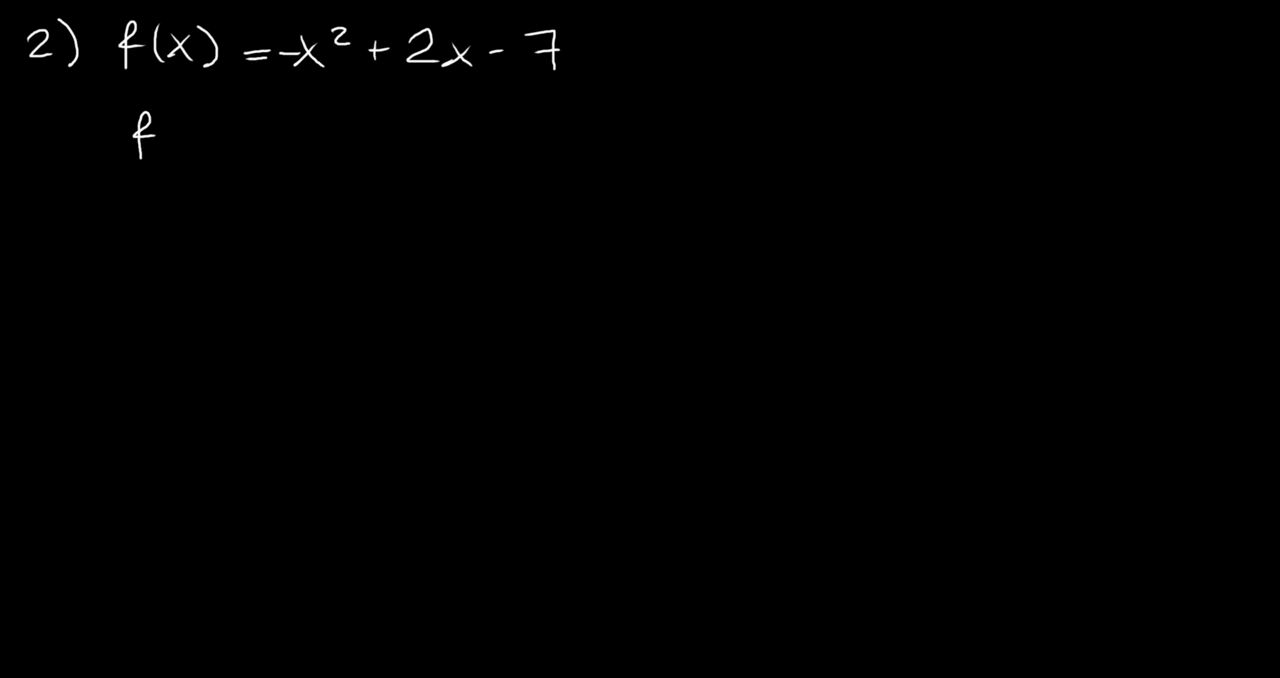 2) f(x) = -x² + 2x - 7
f